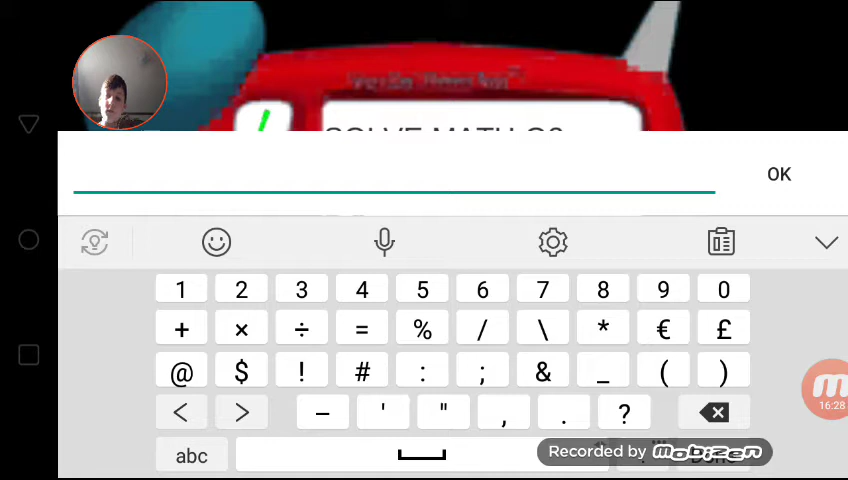 SOLVE MATH Q3
OK
1 2 3 4 5 6 7 8 9 0
+ × ÷ = % / \ * € £
@ $ ! # : ; & _ ( )
< > – ' " , . ?
16:28
abc
Recorded by mobizen